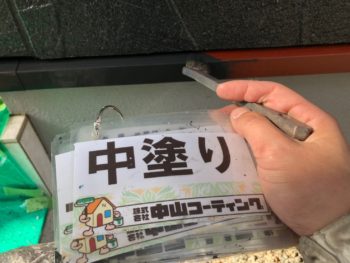 中塗り
株式会社 中山コーティング